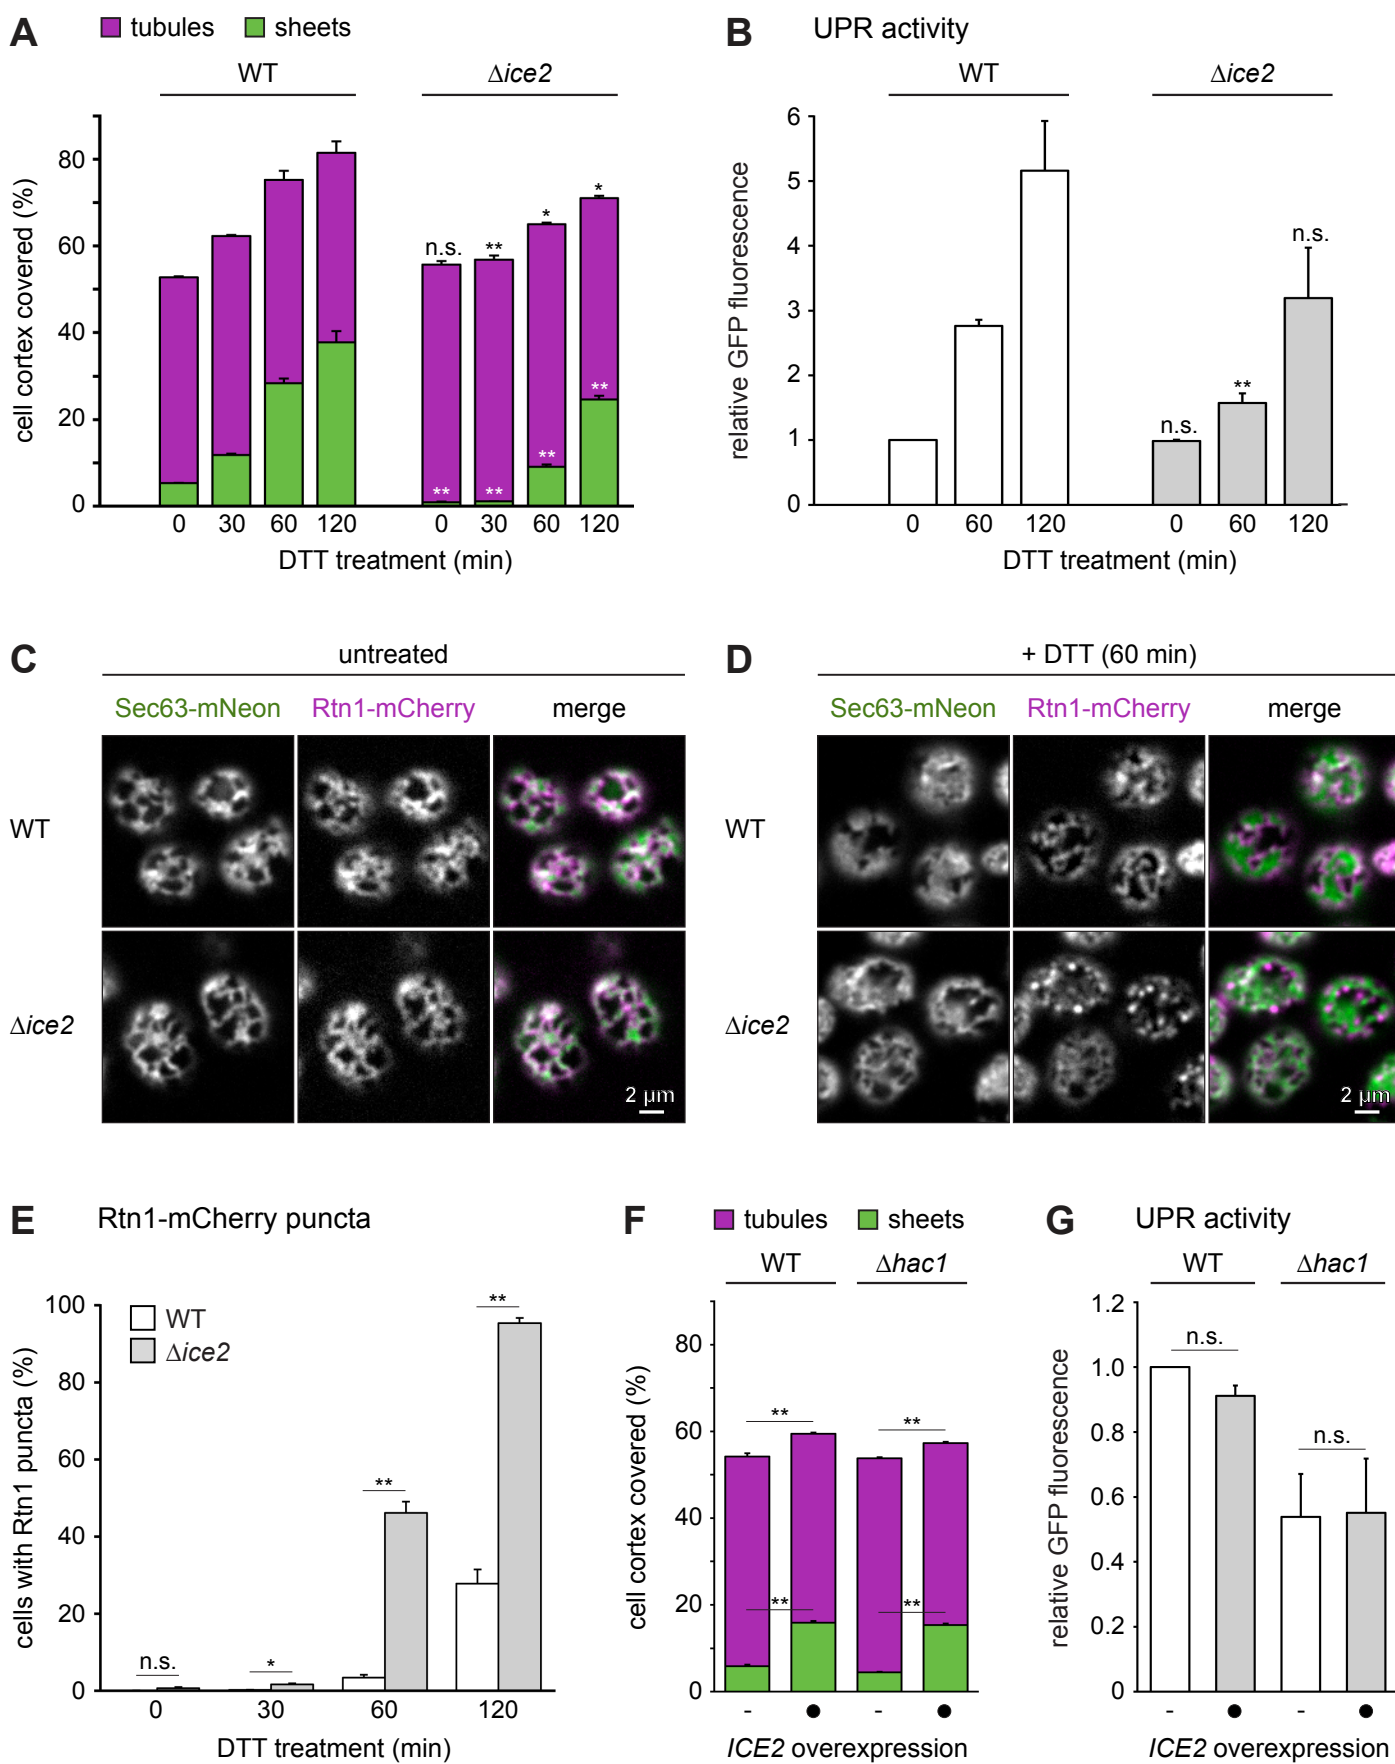 A
tubules sheets
WT Δice2
cell cortex covered (%)
80
60
40
20
0
n.s. ** * *
** ** ** **
0 30 60 120 0 30 60 120
DTT treatment (min)
B UPR activity
WT Δice2
relative GFP fluorescence
6
5
4
3
2
1
0
n.s. ** n.s.
0 60 120 0 60 120
DTT treatment (min)
C untreated
Sec63-mNeon Rtn1-mCherry merge
WT
Δice2
2 µm
D + DTT (60 min)
Sec63-mNeon Rtn1-mCherry merge
WT
Δice2
2 µm
E Rtn1-mCherry puncta
WT
Δice2
cells with Rtn1 puncta (%)
100
80
60
40
20
0
n.s. * ** **
0 30 60 120
DTT treatment (min)
F
tubules sheets
WT Δhac1
cell cortex covered (%)
80
60
40
20
0
** **
** **
- ● - ●
ICE2 overexpression
G UPR activity
WT Δhac1
relative GFP fluorescence
1.2
1.0
0.8
0.6
0.4
0.2
0
n.s. n.s.
- ● - ●
ICE2 overexpression